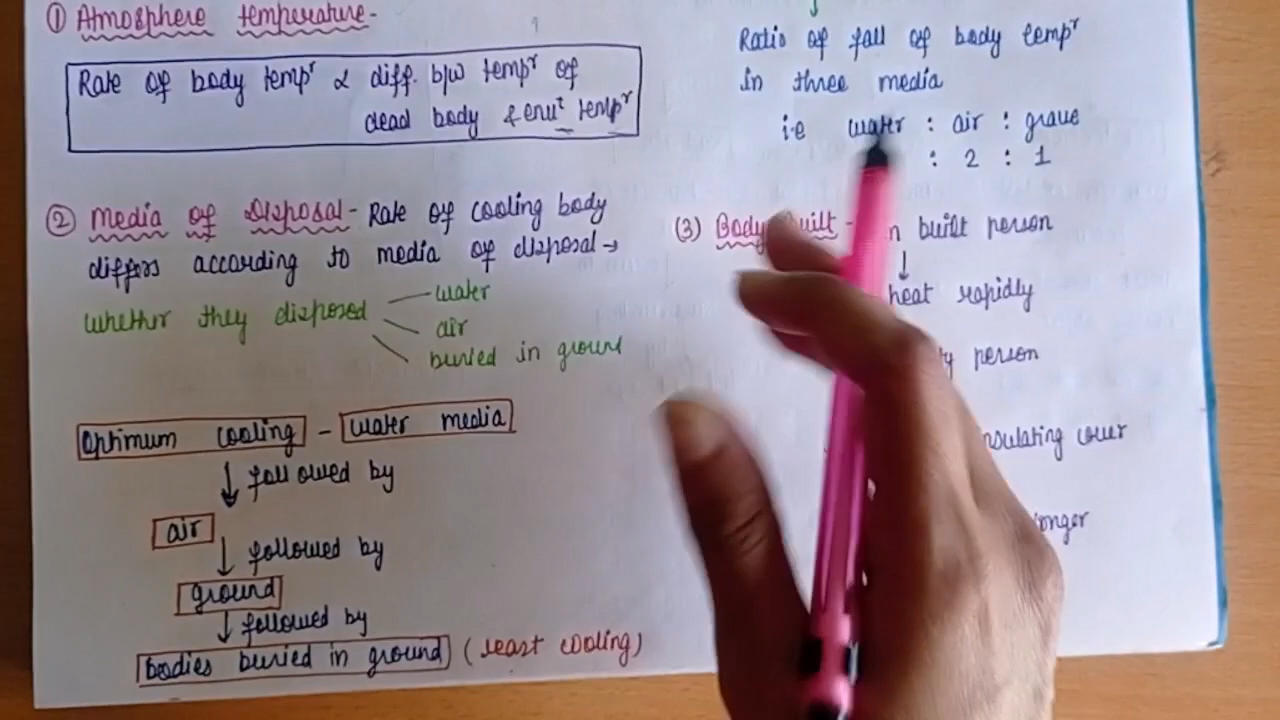 ① Atmosphere temperature-
Rate of body tempʳ ∝ diff. b/w tempʳ of
dead body & envᵗ tempʳ
② Media of Disposal - Rate of cooling body
differs according to media of disposal →
whether they disposed
water
air
buried in ground
Optimum cooling - water media
↓ followed by
air
↓ followed by
ground
↓ followed by
bodies buried in ground (least cooling)
Ratio of fall of body tempʳ
in three media
i.e water : air : grave
: 2 : 1
(3) Body built - built person
↓
heat rapidly
person
longer